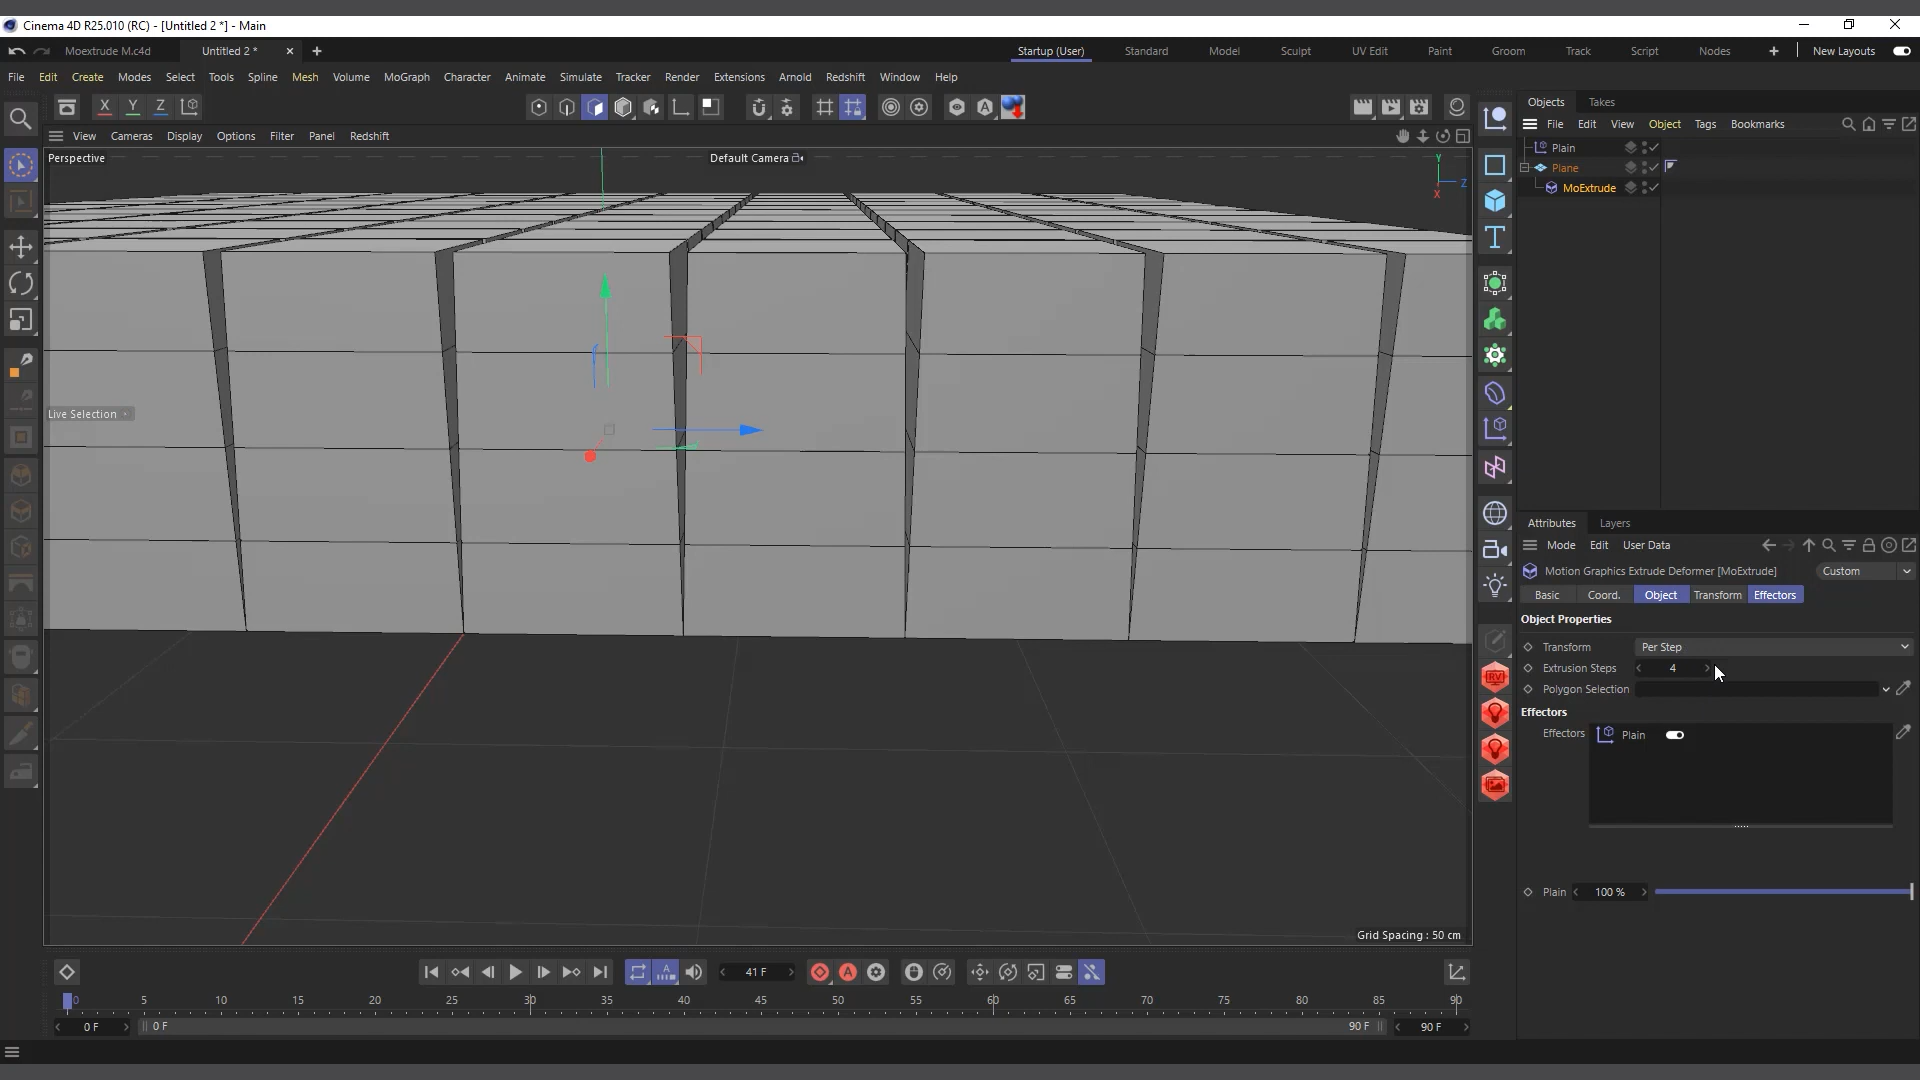 Cinema 4D R25.010 (RC) - [Untitled 2 *] - Main
Moextrude M.c4d
Untitled 2 *
Startup (User)
Standard
Model
Sculpt
UV Edit
Paint
Groom
Track
Script
Nodes
New Layouts
File Edit Create Modes Select Tools Spline Mesh Volume MoGraph Character Animate Simulate Tracker Render Extensions Arnold Redshift Window Help
X Y Z
View Cameras Display Options Filter Panel Redshift
Perspective
Default Camera
Y
Z
X
Live Selection
Grid Spacing : 50 cm
Objects Takes
File Edit View Object Tags Bookmarks
Plain
Plane
MoExtrude
Attributes Layers
Mode Edit User Data
Motion Graphics Extrude Deformer [MoExtrude]
Custom
Basic Coord. Object Transform Effectors
Object Properties
Transform Per Step
Extrusion Steps 4
Polygon Selection
Effectors
Effectors Plain
Plain 100 %
RV
41 F
0 5 10 15 20 25 30 35 40 45 50 55 60 65 70 75 80 85 90
0 F
0 F
90 F
90 F